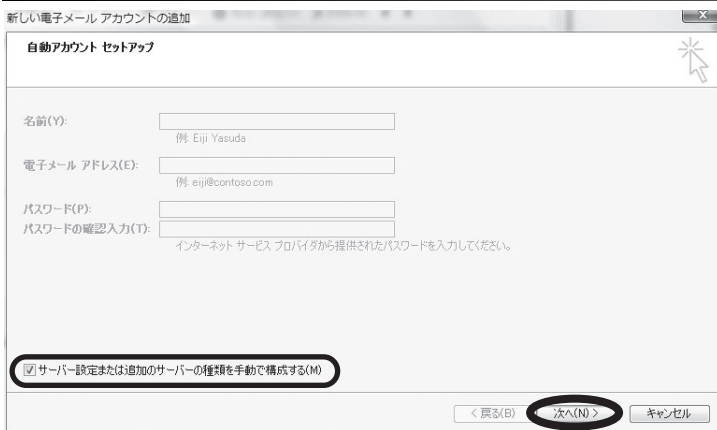 新しい電子メール アカウントの追加
自動アカウント セットアップ
名前(Y):
例: Eiji Yasuda
電子メール アドレス(E):
例: eiji@contoso.com
パスワード(P):
パスワードの確認入力(T):
インターネット サービス プロバイダから提供されたパスワードを入力してください。
サーバー設定または追加のサーバーの種類を手動で構成する(M)
< 戻る(B) 次へ(N) > キャンセル